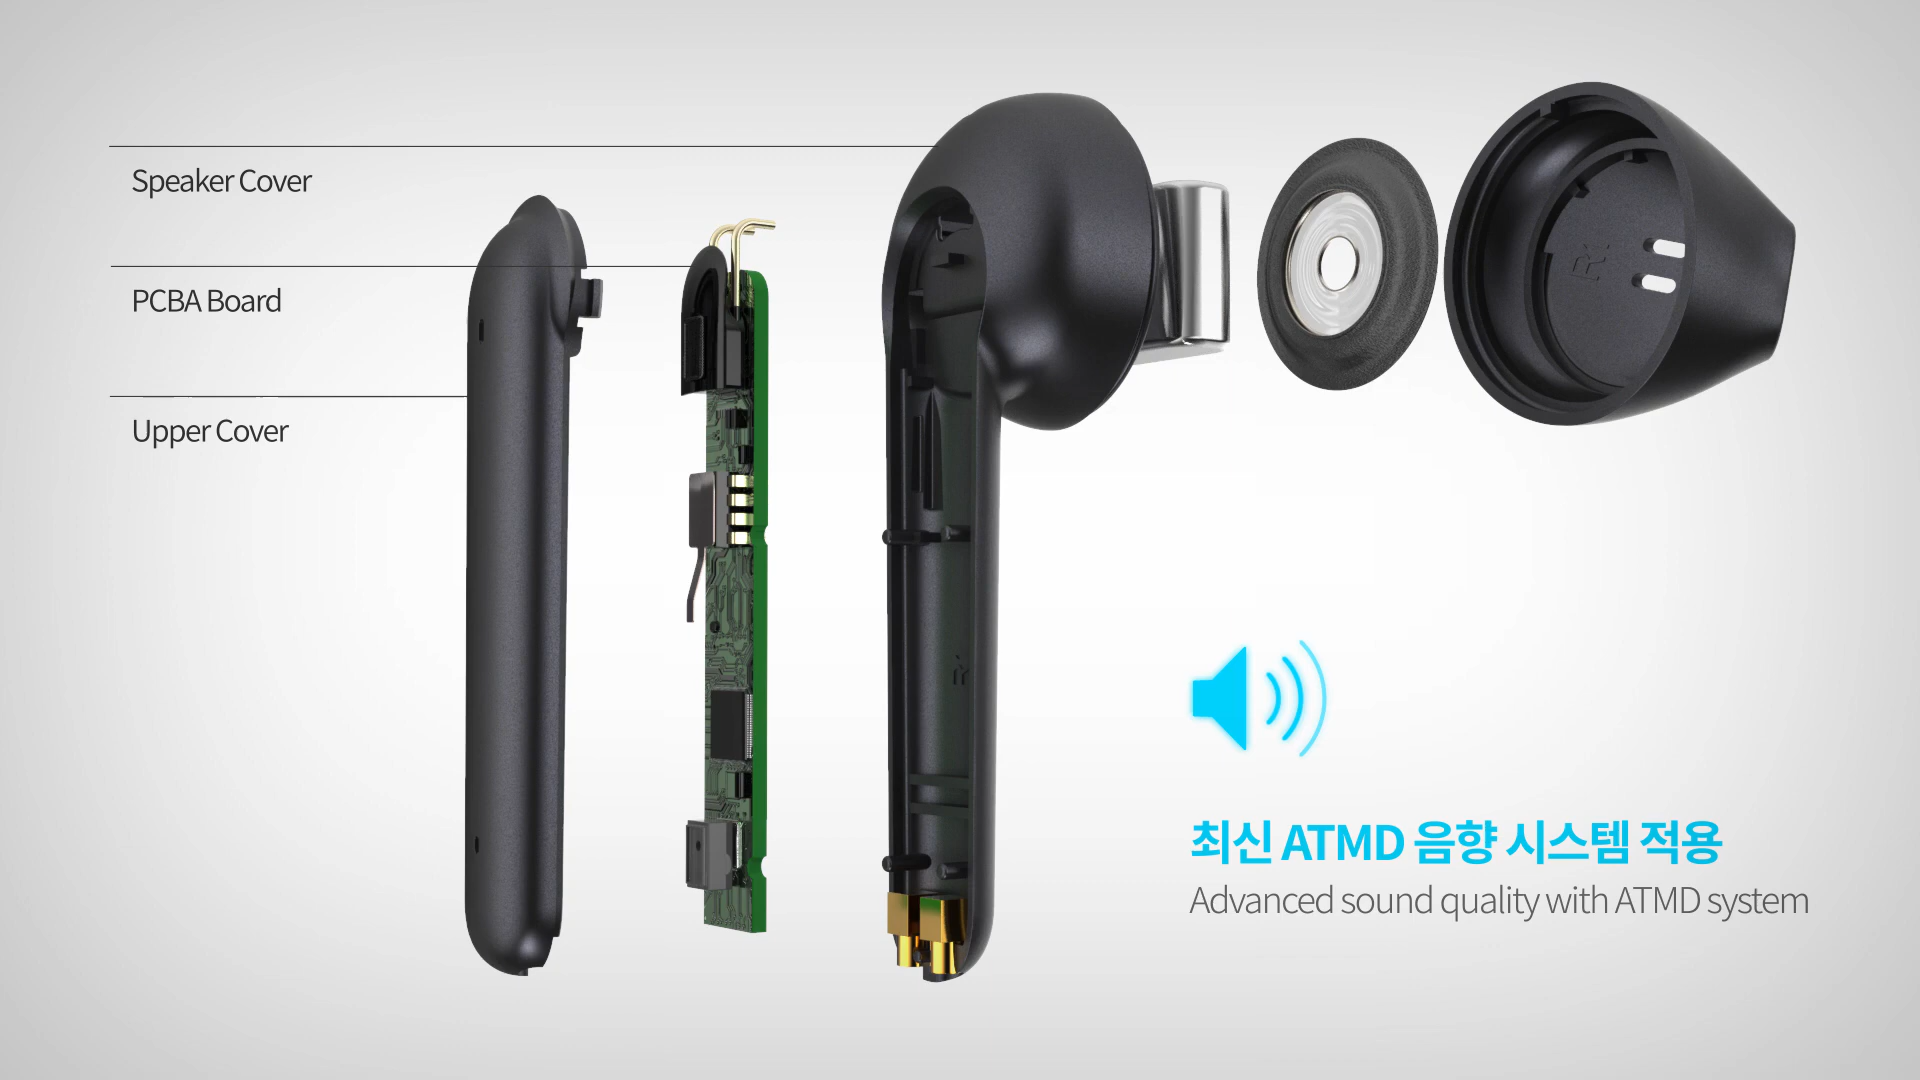 Speaker Cover
PCBA Board
Upper Cover
최신 ATMD 음향 시스템 적용
Advanced sound quality with ATMD system